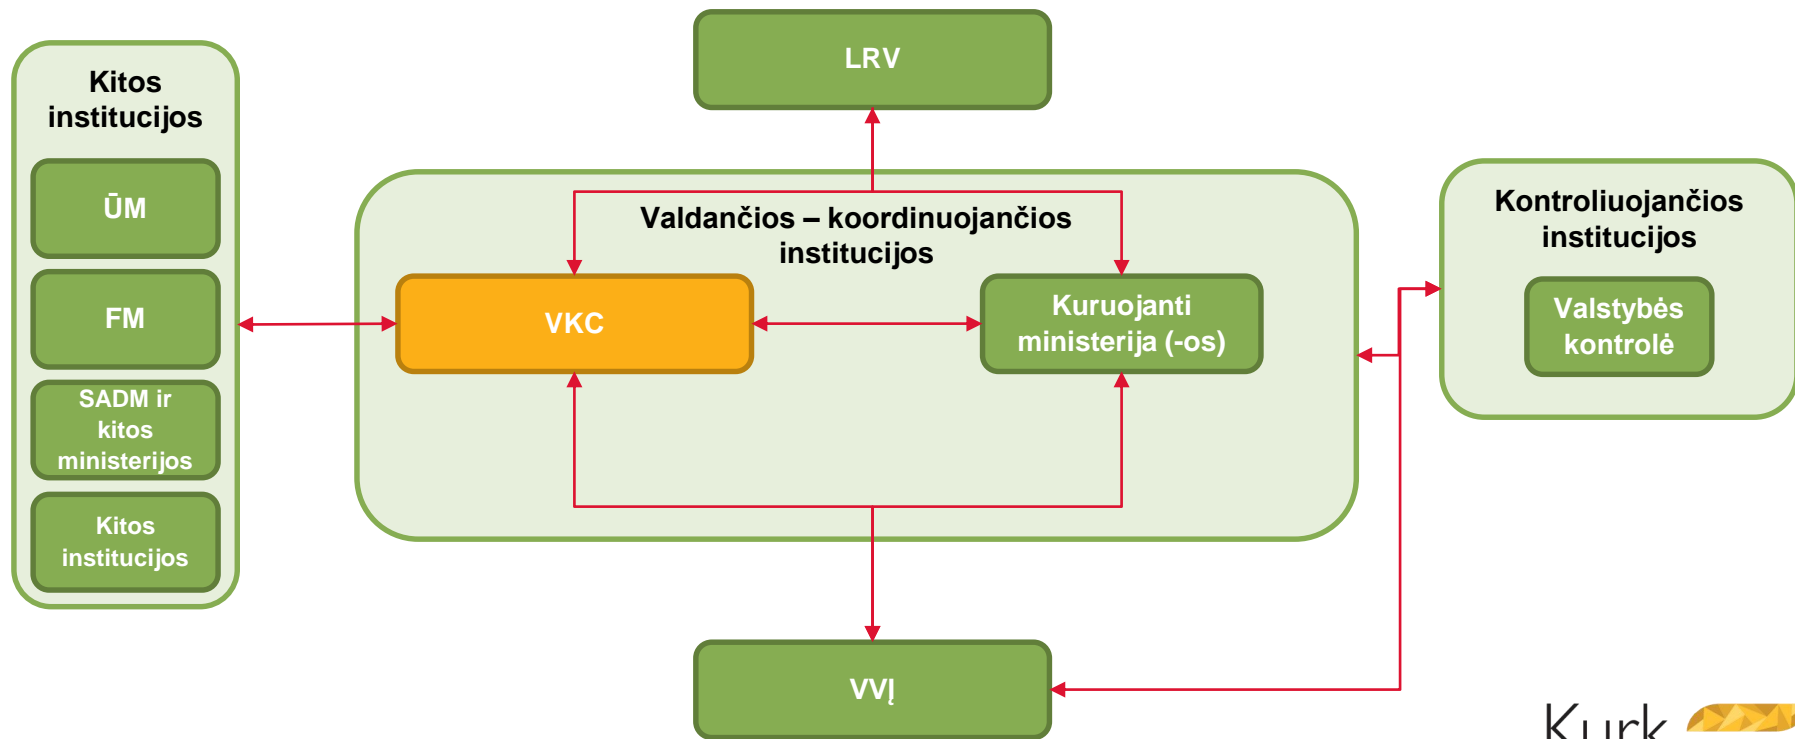 LRV
Kitos
institucijos
ŪM
FM
SADM ir
kitos
ministerijos
Kitos
institucijos
Valdančios – koordinuojančios
institucijos
VKC
Kuruojanti
ministerija (-os)
Kontroliuojančios
institucijos
Valstybės
kontrolė
VVĮ
Kurk